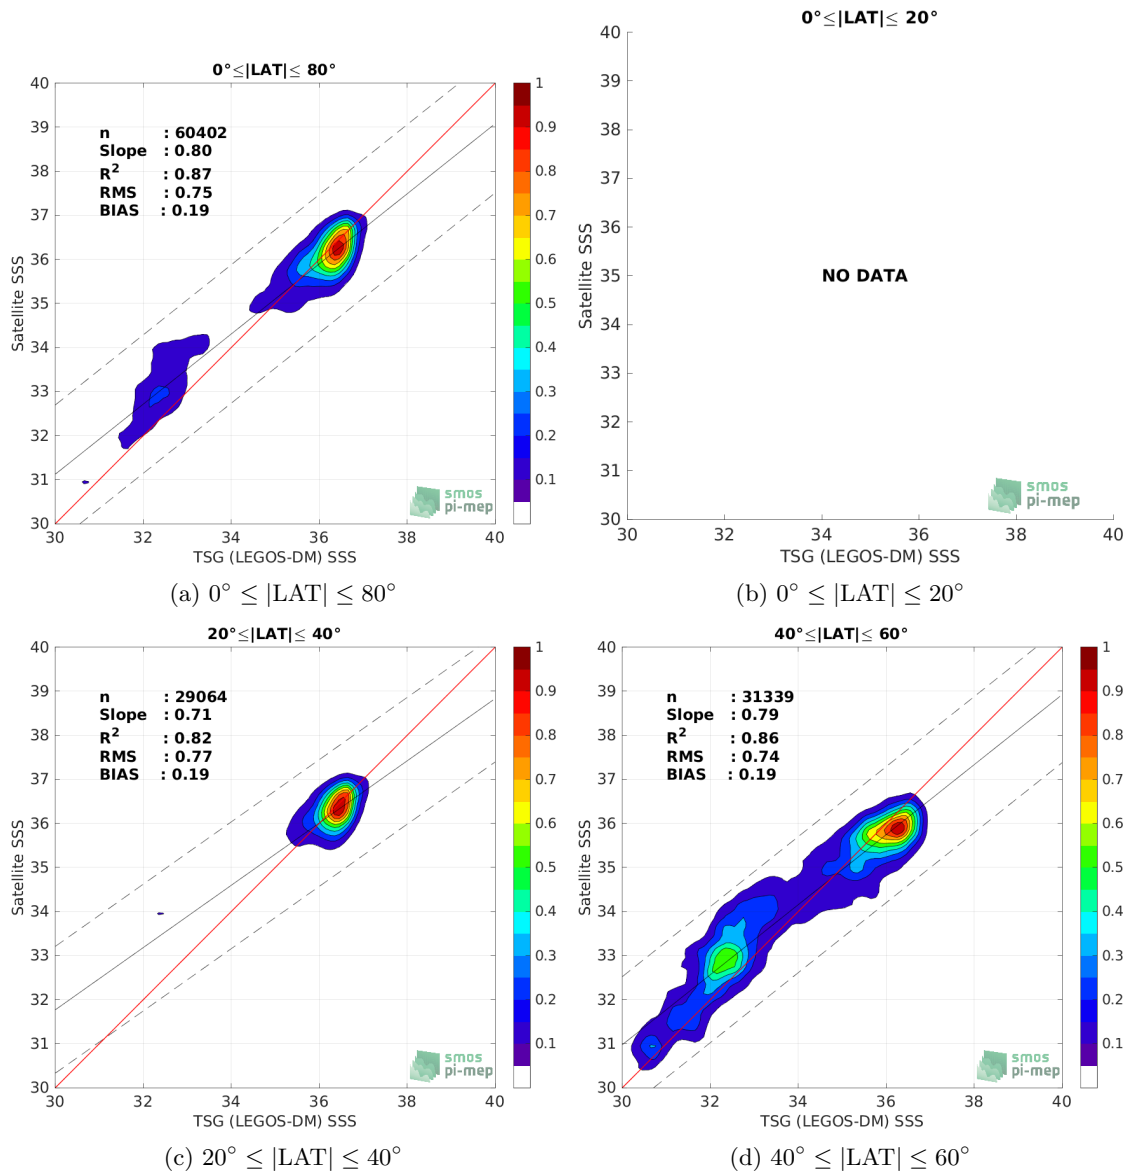 0°≤|LAT|≤ 80°
40
39
38
37
36
35
34
33
32
31
30
Satellite SSS
n : 60402
Slope : 0.80
R² : 0.87
RMS : 0.75
BIAS : 0.19
smos
pi-mep
30 32 34 36 38 40
TSG (LEGOS-DM) SSS
1
0.9
0.8
0.7
0.6
0.5
0.4
0.3
0.2
0.1
(a) 0° ≤ |LAT| ≤ 80°
0°≤|LAT|≤ 20°
40
39
38
37
36
35
34
33
32
31
30
Satellite SSS
NO DATA
smos
pi-mep
30 32 34 36 38 40
TSG (LEGOS-DM) SSS
(b) 0° ≤ |LAT| ≤ 20°
20°≤|LAT|≤ 40°
40
39
38
37
36
35
34
33
32
31
30
Satellite SSS
n : 29064
Slope : 0.71
R² : 0.82
RMS : 0.77
BIAS : 0.19
smos
pi-mep
30 32 34 36 38 40
TSG (LEGOS-DM) SSS
1
0.9
0.8
0.7
0.6
0.5
0.4
0.3
0.2
0.1
(c) 20° ≤ |LAT| ≤ 40°
40°≤|LAT|≤ 60°
40
39
38
37
36
35
34
33
32
31
30
Satellite SSS
n : 31339
Slope : 0.79
R² : 0.86
RMS : 0.74
BIAS : 0.19
smos
pi-mep
30 32 34 36 38 40
TSG (LEGOS-DM) SSS
1
0.9
0.8
0.7
0.6
0.5
0.4
0.3
0.2
0.1
(d) 40° ≤ |LAT| ≤ 60°